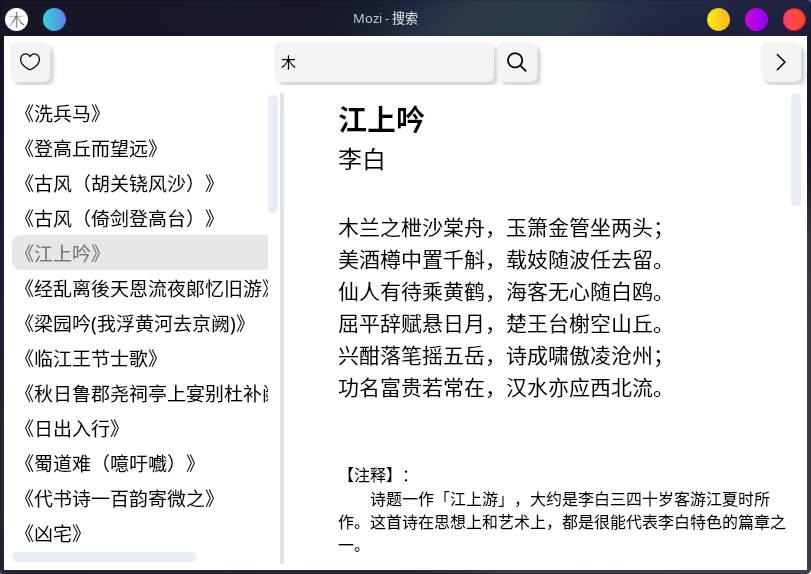 木
Mozi - 搜索
木
《洗兵马》
《登高丘而望远》
《古风（胡关铙风沙）》
《古风（倚剑登高台）》
《江上吟》
《经乱离後天恩流夜郎忆旧游》
《梁园吟(我浮黄河去京阙)》
《临江王节士歌》
《秋日鲁郡尧祠亭上宴别杜补
《日出入行》
《蜀道难（噫吁嚱）》
《代书诗一百韵寄微之》
《凶宅》
江上吟
李白
木兰之枻沙棠舟，玉箫金管坐两头；
美酒樽中置千斛，载妓随波任去留。
仙人有待乘黄鹤，海客无心随白鸥。
屈平辞赋悬日月，楚王台榭空山丘。
兴酣落笔摇五岳，诗成啸傲凌沧州；
功名富贵若常在，汉水亦应西北流。
【注释】：
诗题一作「江上游」，大约是李白三四十岁客游江夏时所
作。这首诗在思想上和艺术上，都是很能代表李白特色的篇章之
一。